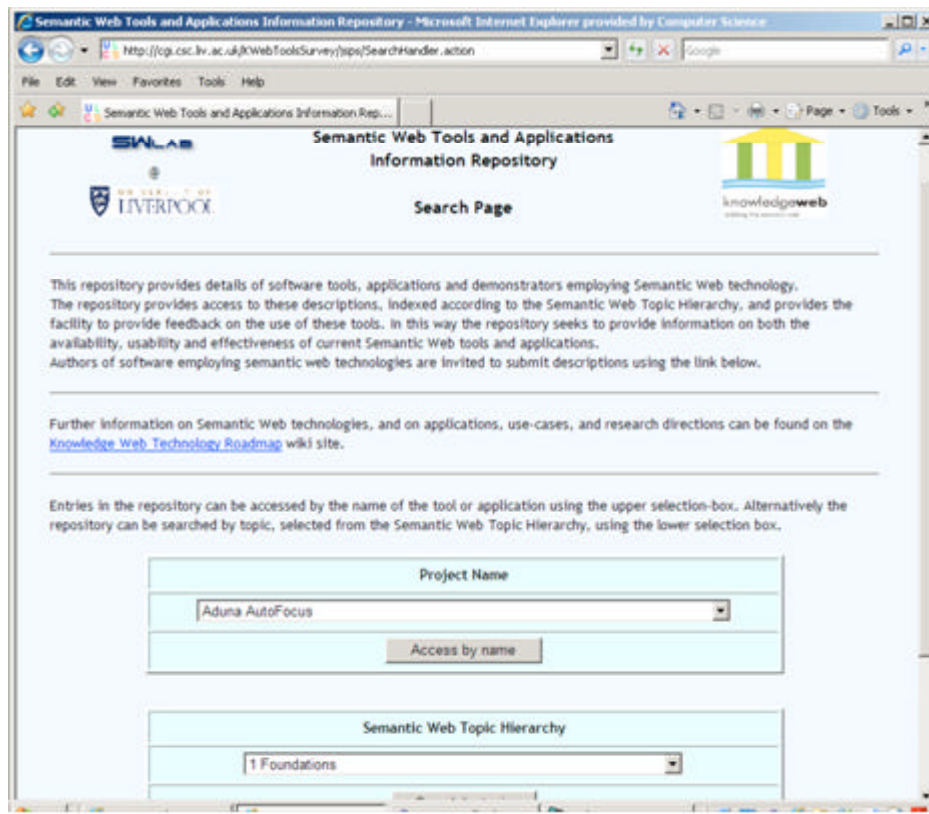 Semantic Web Tools and Applications Information Repository - Microsoft Internet Explorer provided by Computer Science
http://cgi.csc.liv.ac.uk/KWebToolsSurvey/jsps/SearchHandler.action
Google
File Edit View Favorites Tools Help
Semantic Web Tools and Applications Information Rep...
Page Tools
SWLAB
@
UNIVERSITY OF
LIVERPOOL
Semantic Web Tools and Applications
Information Repository
Search Page
knowledgeweb
This repository provides details of software tools, applications and demonstrators employing Semantic Web technology.
The repository provides access to these descriptions, indexed according to the Semantic Web Topic Hierarchy, and provides the
facility to provide feedback on the use of these tools. In this way the repository seeks to provide information on both the
availability, usability and effectiveness of current Semantic Web tools and applications.
Authors of software employing semantic web technologies are invited to submit descriptions using the link below.
Further information on Semantic Web technologies, and on applications, use-cases, and research directions can be found on the
Knowledge Web Technology Roadmap wiki site.
Entries in the repository can be accessed by the name of the tool or application using the upper selection-box. Alternatively the
repository can be searched by topic, selected from the Semantic Web Topic Hierarchy, using the lower selection box.
Project Name
Aduna AutoFocus
Access by name
Semantic Web Topic Hierarchy
1 Foundations